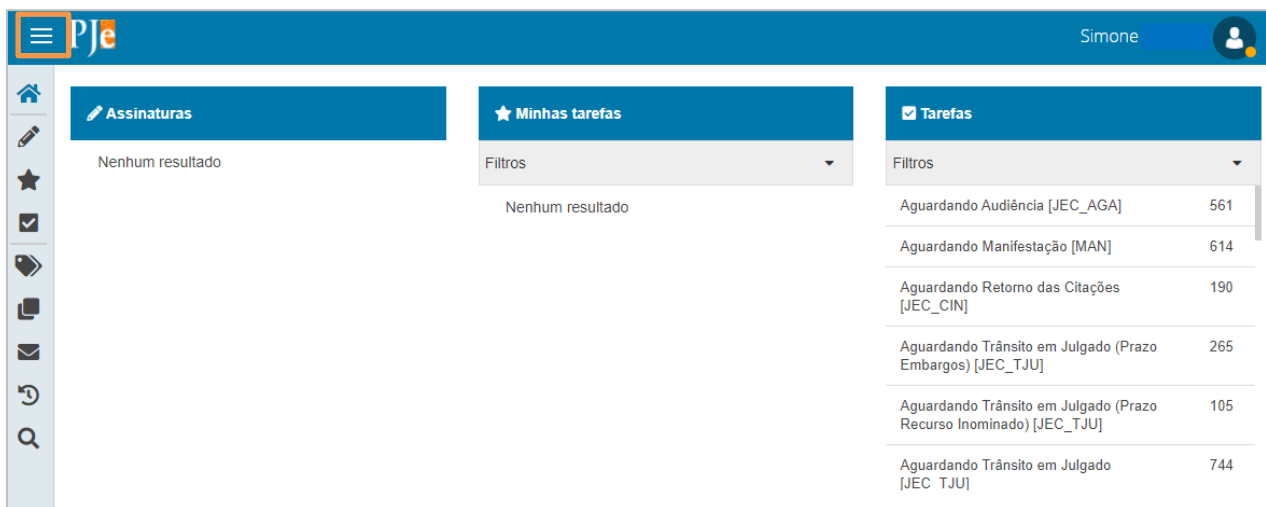 PJe
Simone
Assinaturas
Nenhum resultado
Minhas tarefas
Filtros
Nenhum resultado
Tarefas
Filtros
Aguardando Audiência [JEC_AGA] 561
Aguardando Manifestação [MAN] 614
Aguardando Retorno das Citações 190
[JEC_CIN]
Aguardando Trânsito em Julgado (Prazo 265
Embargos) [JEC_TJU]
Aguardando Trânsito em Julgado (Prazo 105
Recurso Inominado) [JEC_TJU]
Aguardando Trânsito em Julgado 744
[JEC_TJU]